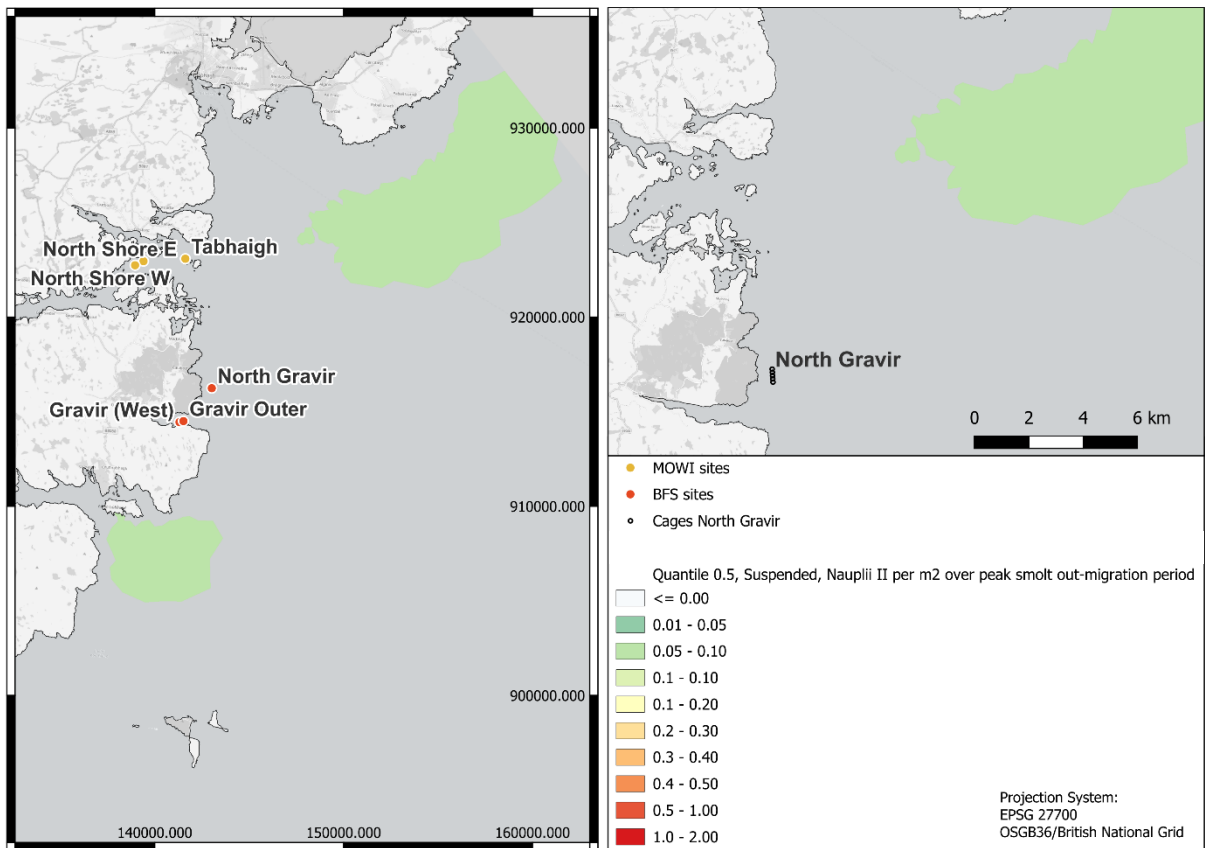 930000.000
North Shore E
Tabhaigh
North Shore W
920000.000
North Gravir
Gravir (West)
Gravir Outer
910000.000
900000.000
140000.000
150000.000
160000.000
North Gravir
0 2 4 6 km
MOWI sites
BFS sites
Cages North Gravir
Quantile 0.5, Suspended, Nauplii II per m2 over peak smolt out-migration period
<= 0.00
0.01 - 0.05
0.05 - 0.10
0.1 - 0.10
0.1 - 0.20
0.2 - 0.30
0.3 - 0.40
0.4 - 0.50
0.5 - 1.00
1.0 - 2.00
Projection System:
EPSG 27700
OSGB36/British National Grid